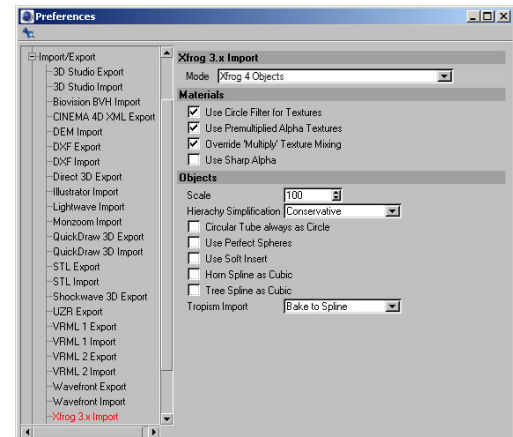 Preferences
Import/Export
3D Studio Export
3D Studio Import
Biovision BVH Import
CINEMA 4D XML Export
DEM Import
DXF Export
DXF Import
Direct 3D Export
Illustrator Import
Lightwave Import
Monzoom Import
QuickDraw 3D Export
QuickDraw 3D Import
STL Export
STL Import
Shockwave 3D Export
UZR Export
VRML 1 Export
VRML 1 Import
VRML 2 Export
VRML 2 Import
Wavefront Export
Wavefront Import
Xfrog 3.x Import
Xfrog 3.x Import
Mode Xfrog 4 Objects
Materials
Use Circle Filter for Textures
Use Premultiplied Alpha Textures
Override 'Multiply' Texture Mixing
Use Sharp Alpha
Objects
Scale 100
Hierachy Simplification Conservative
Circular Tube always as Circle
Use Perfect Spheres
Use Soft Insert
Horn Spline as Cubic
Tree Spline as Cubic
Tropism Import Bake to Spline